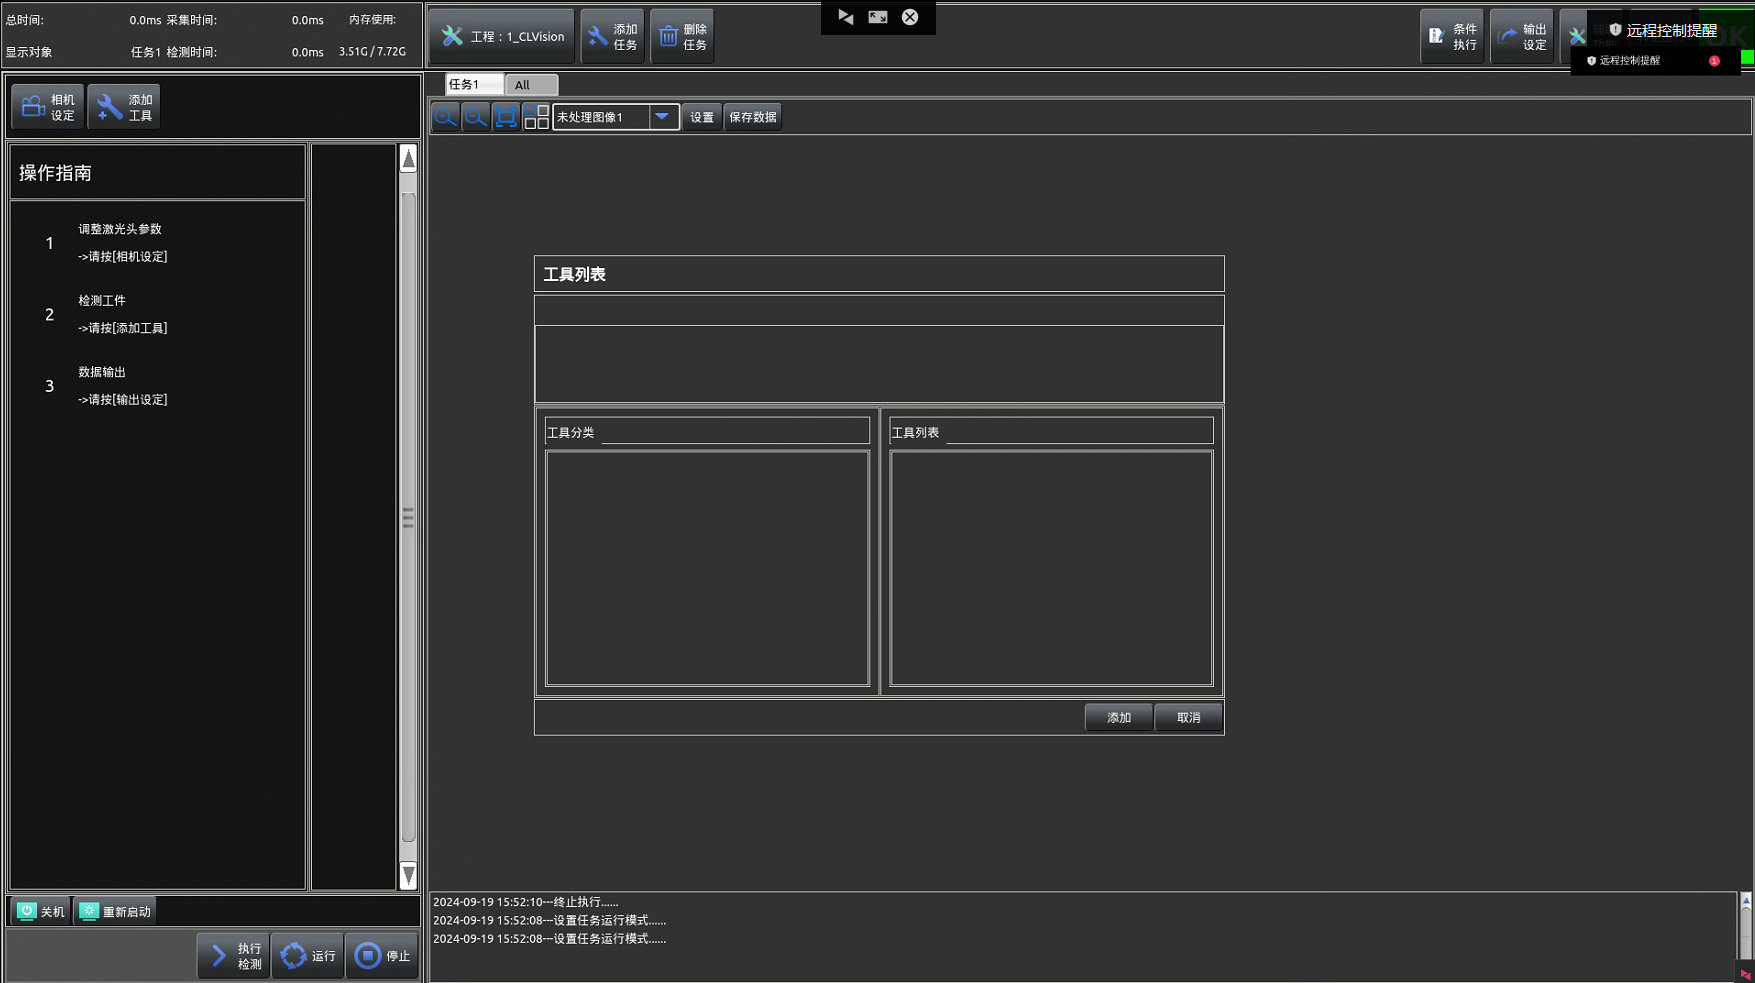 总时间:
0.0ms 采集时间:
0.0ms
内存使用:
显示对象
任务1 检测时间:
0.0ms
3.51G / 7.72G
工程：1_CLVision
添加
任务
删除
任务
条件
执行
输出
设定
远程控制提醒
远程控制提醒
1
相机
设定
添加
工具
任务1
All
未处理图像1
设置
保存数据
操作指南
1
调整激光头参数
->请按[相机设定]
2
检测工件
->请按[添加工具]
3
数据输出
->请按[输出设定]
工具列表
工具分类
工具列表
添加
取消
2024-09-19 15:52:10---终止执行......
2024-09-19 15:52:08---设置任务运行模式......
2024-09-19 15:52:08---设置任务运行模式......
关机
重新启动
执行
检测
运行
停止